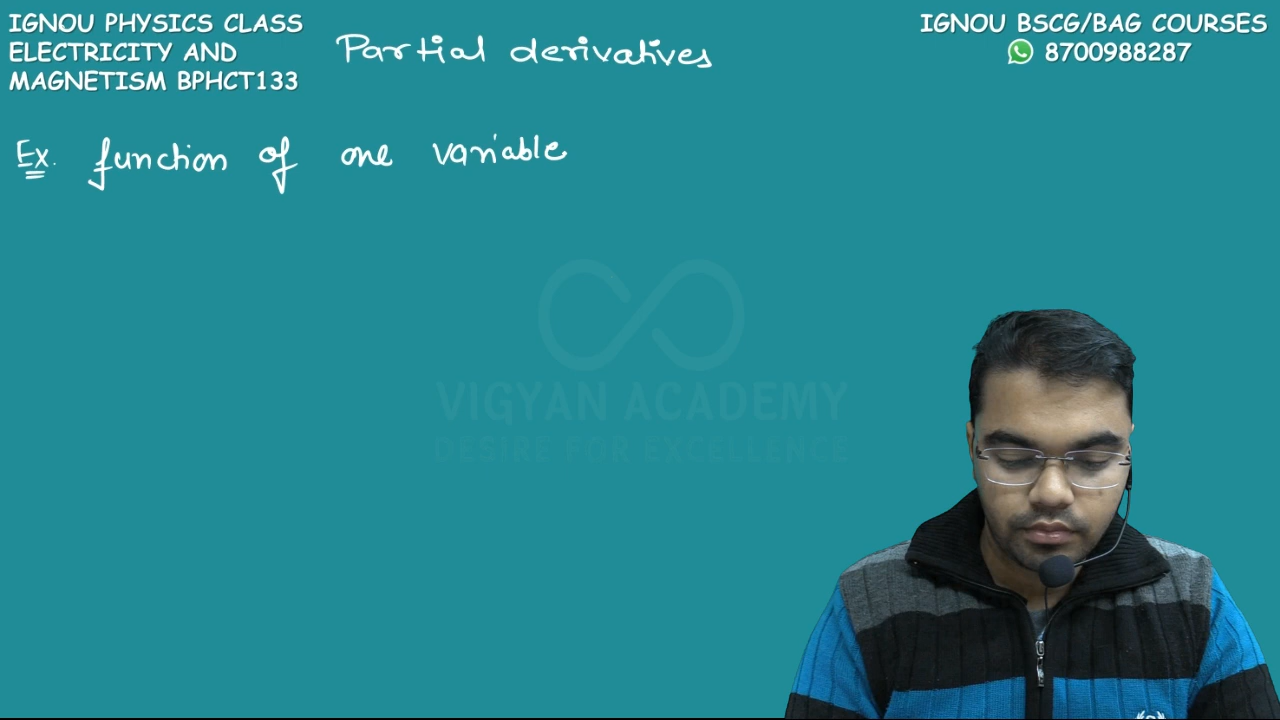 IGNOU PHYSICS CLASS
ELECTRICITY AND
MAGNETISM BPHCT133
Partial derivatives
IGNOU BSCG/BAG COURSES
8700988287
Ex. function of one variable
VIGYAN ACADEMY
DESIRE FOR EXCELLENCE